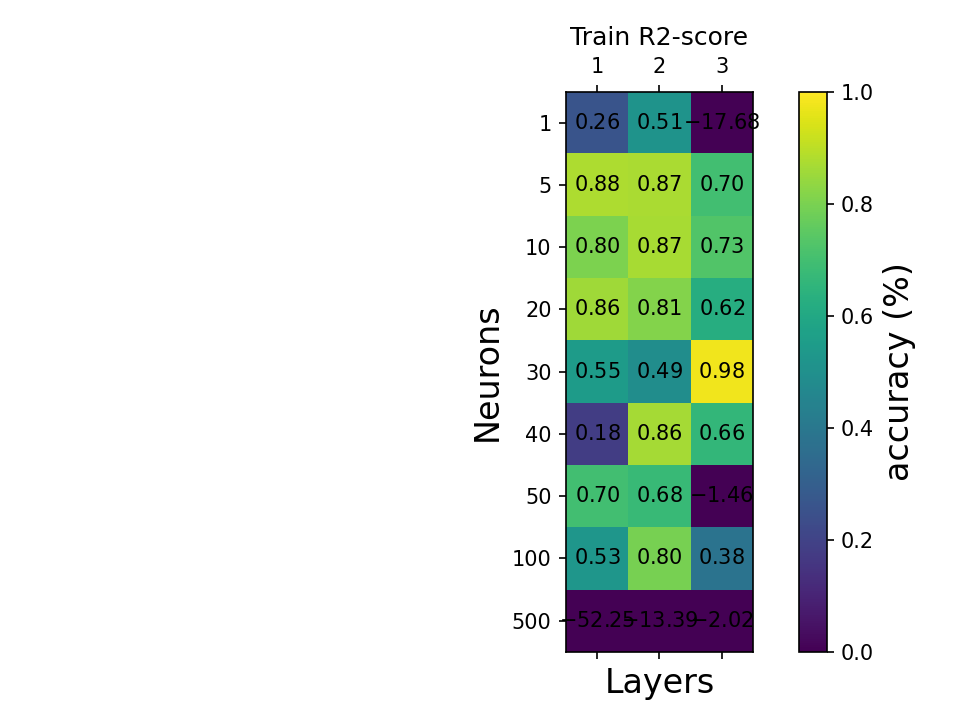 Train R2-score
1 2 3
1 0.26 0.51 −17.68
5 0.88 0.87 0.70
10 0.80 0.87 0.73
20 0.86 0.81 0.62
30 0.55 0.49 0.98
40 0.18 0.86 0.66
50 0.70 0.68 −1.46
100 0.53 0.80 0.38
500 −52.25 −13.39 −2.02
Neurons
Layers
1.0
0.8
0.6
0.4
0.2
0.0
accuracy (%)